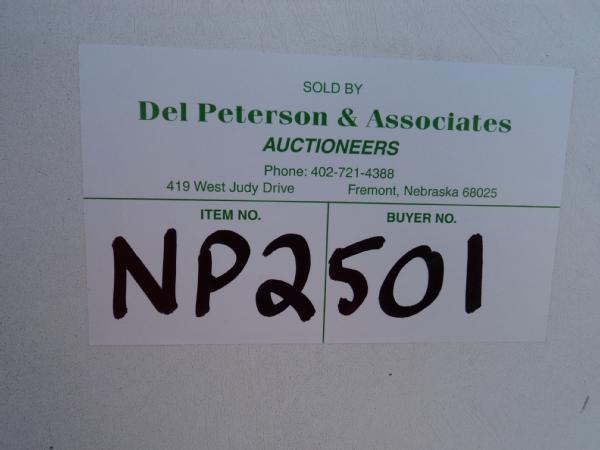 SOLD BY
Del Peterson & Associates
AUCTIONEERS
Phone: 402-721-4388
419 West Judy Drive Fremont, Nebraska 68025
ITEM NO. BUYER NO.
NP2501